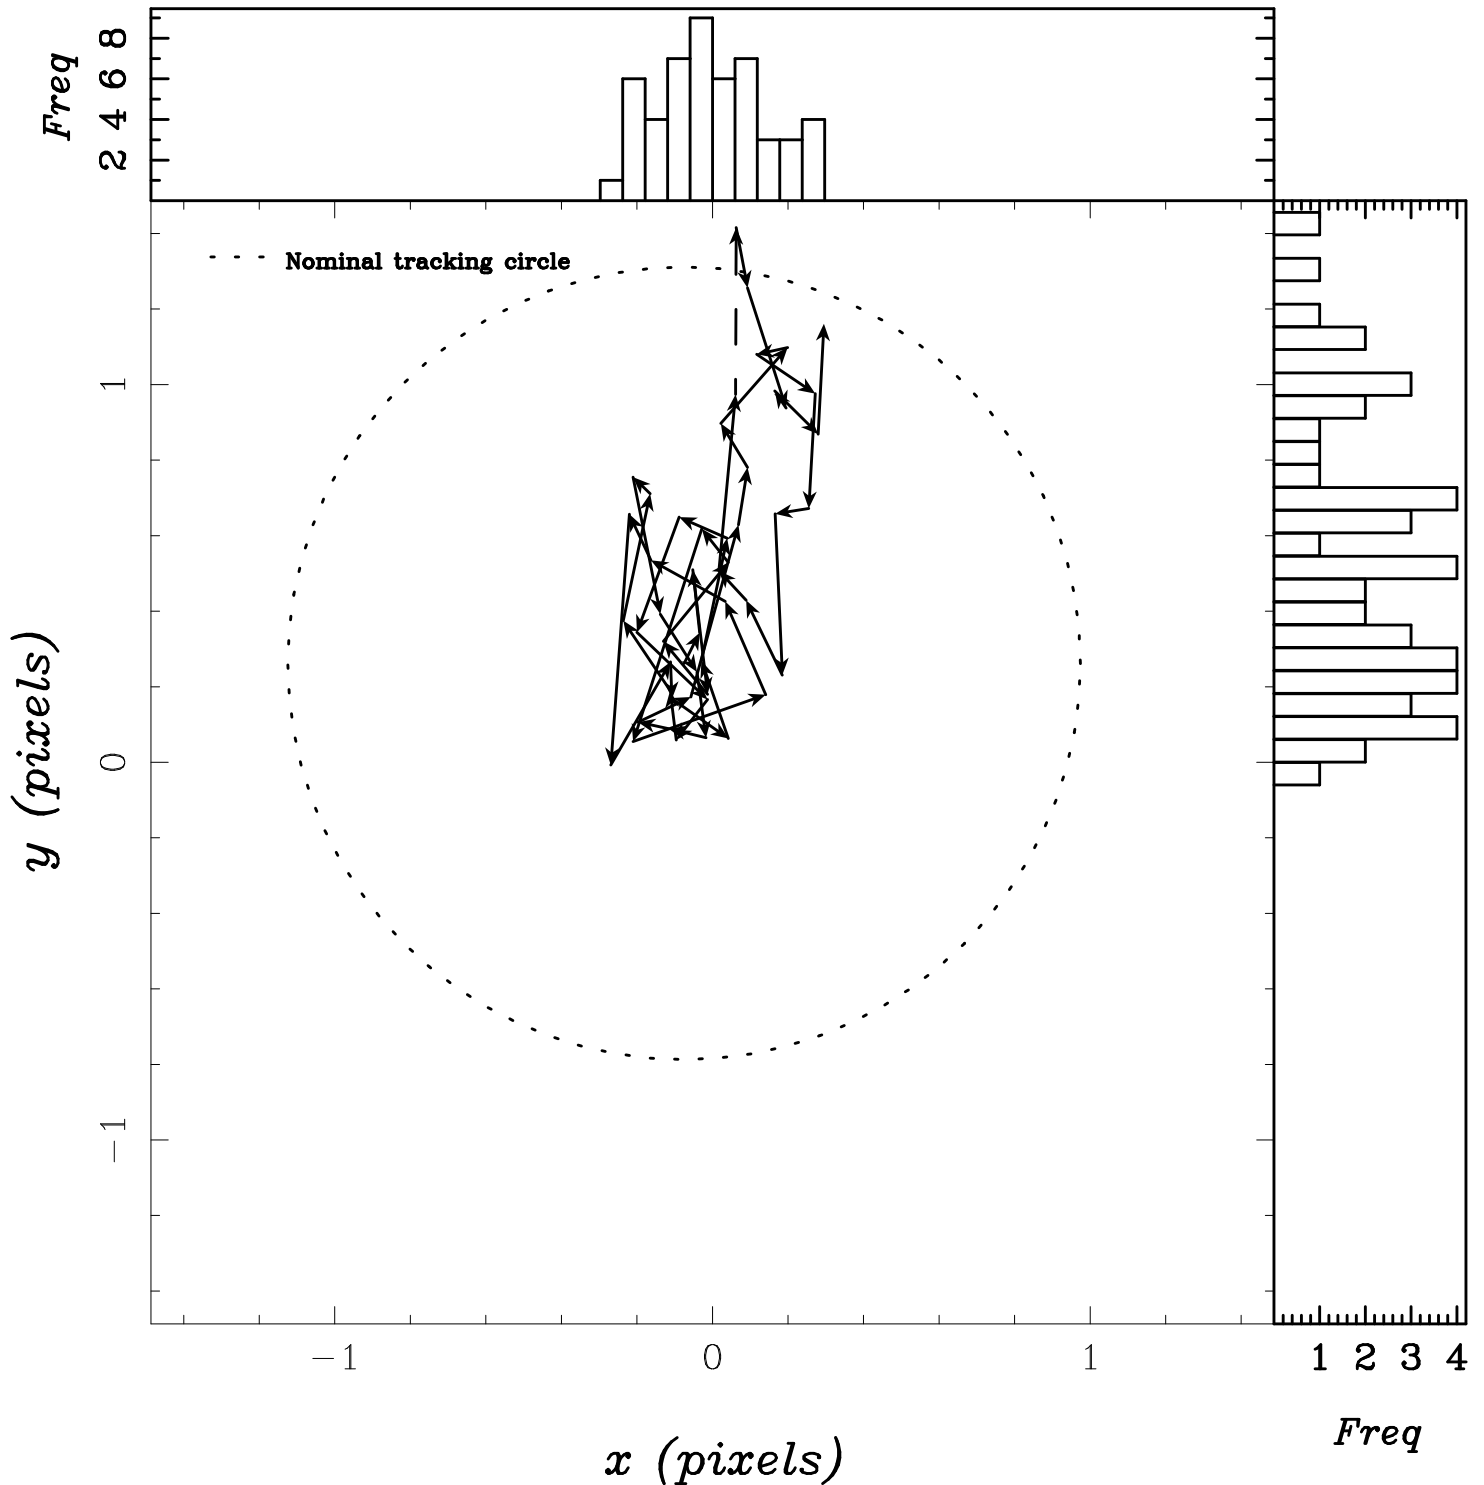 Freq
8
6
4
2
Nominal tracking circle
1
0
−1
y (pixels)
−1 0 1
x (pixels)
1 2 3 4
Freq